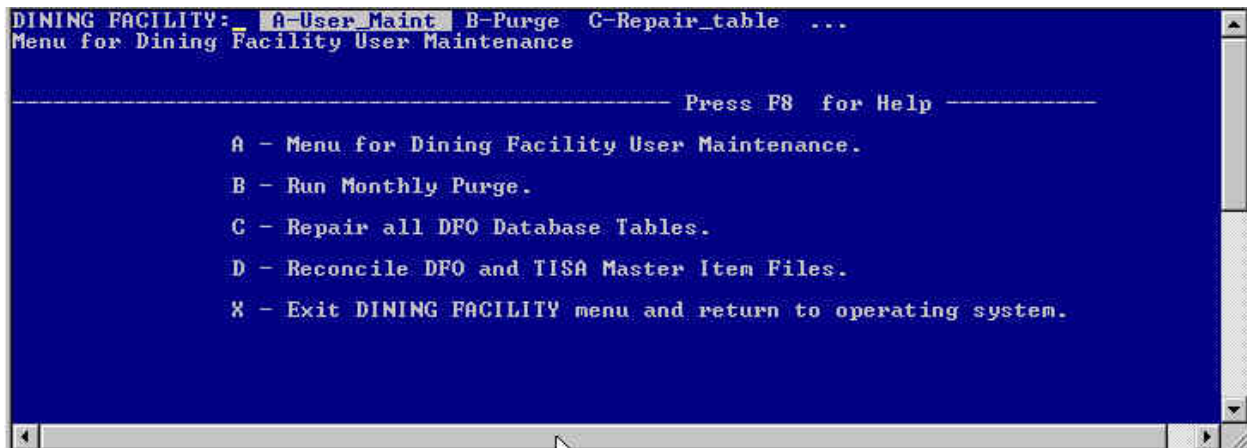 DINING FACILITY:_ A-User_Maint B-Purge C-Repair_table ...
Menu for Dining Facility User Maintenance
------------------------------------------------ Press F8 for Help -----------
A - Menu for Dining Facility User Maintenance.
B - Run Monthly Purge.
C - Repair all DFO Database Tables.
D - Reconcile DFO and TISA Master Item Files.
X - Exit DINING FACILITY menu and return to operating system.